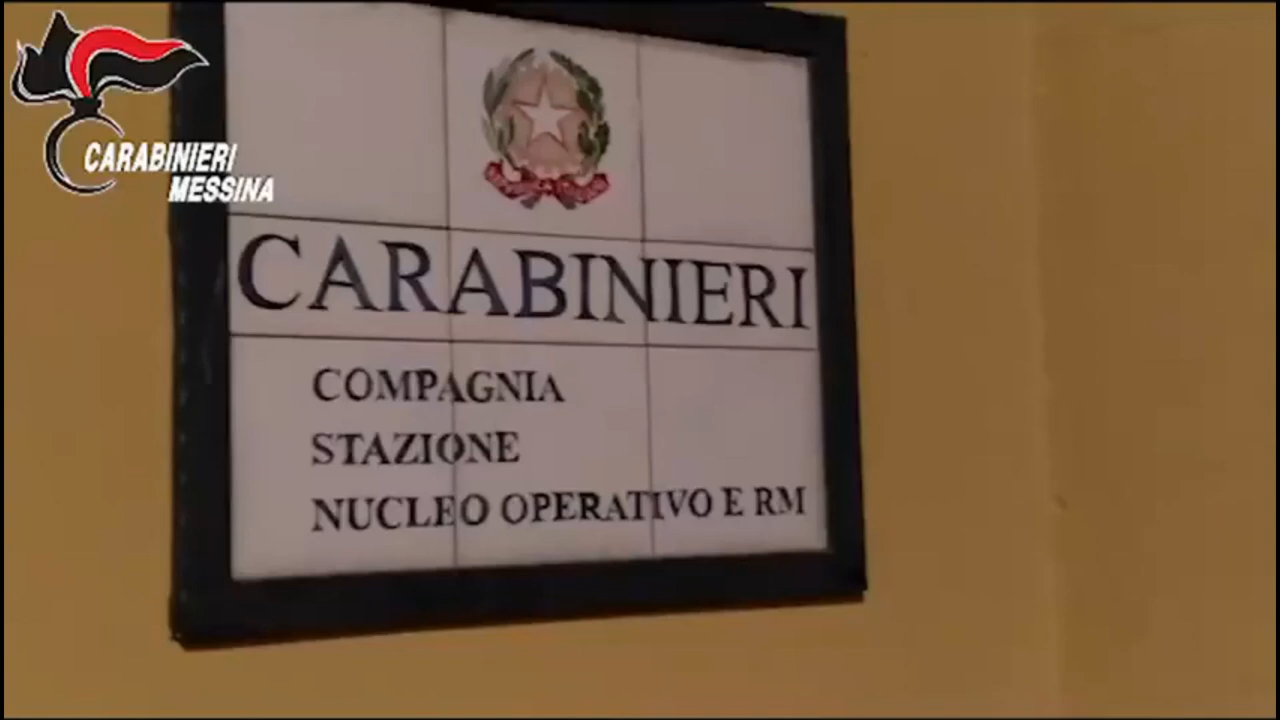 CARABINIERI
MESSINA
CARABINIERI
COMPAGNIA
STAZIONE
NUCLEO OPERATIVO E RM